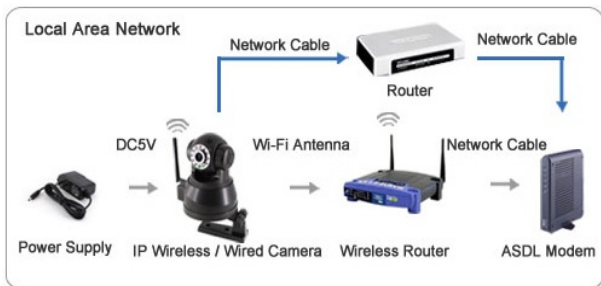 Local Area Network
Network Cable
Network Cable
Router
DC5V
Wi-Fi Antenna
Network Cable
Power Supply
IP Wireless / Wired Camera
Wireless Router
ASDL Modem